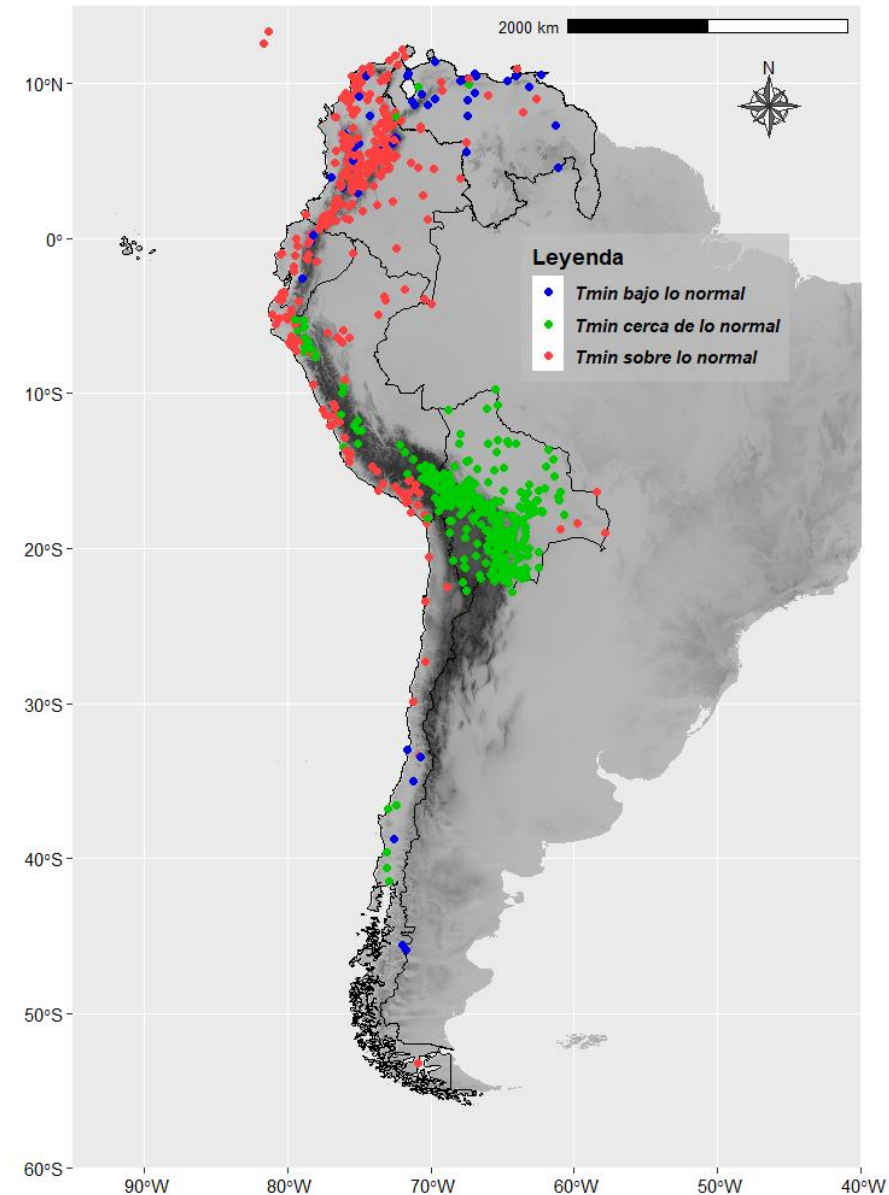 2000 km
N
10°N
0°
10°S
20°S
30°S
40°S
50°S
60°S
Leyenda
Tmin bajo lo normal
Tmin cerca de lo normal
Tmin sobre lo normal
90°W
80°W
70°W
60°W
50°W
40°W